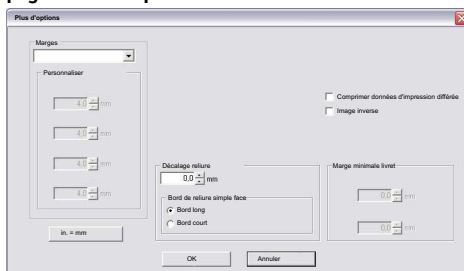 Plus d'options
Marges
Personnaliser
4,0 mm
4,0 mm
4,0 mm
4,0 mm
in. = mm
Comprimer données d'impression différée
Image inverse
Décalage reliure
0,0 mm
Bord de reliure simple face
Bord long
Bord court
Marge minimale livret
0,0 mm
0,0 mm
OK
Annuler